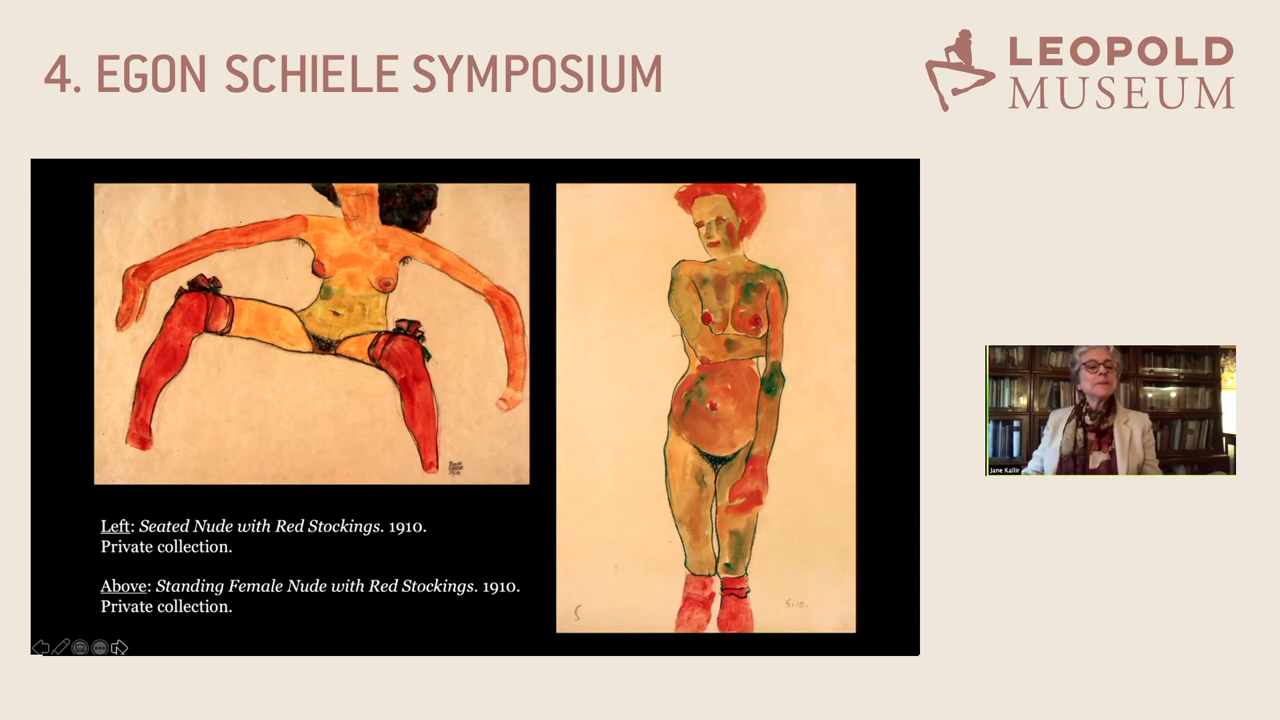 4. EGON SCHIELE SYMPOSIUM
LEOPOLD
MUSEUM
Left: Seated Nude with Red Stockings. 1910.
Private collection.
Above: Standing Female Nude with Red Stockings. 1910.
Private collection.
Jane Kallir
S